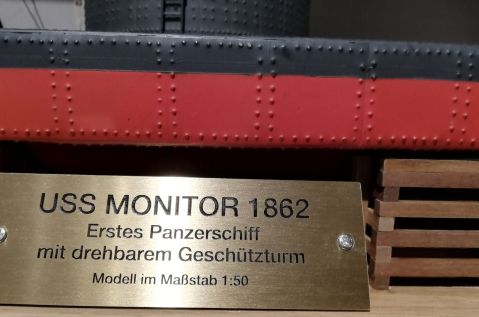 USS MONITOR 1862
Erstes Panzerschiff
mit drehbarem Geschützturm
Modell im Maßstab 1:50